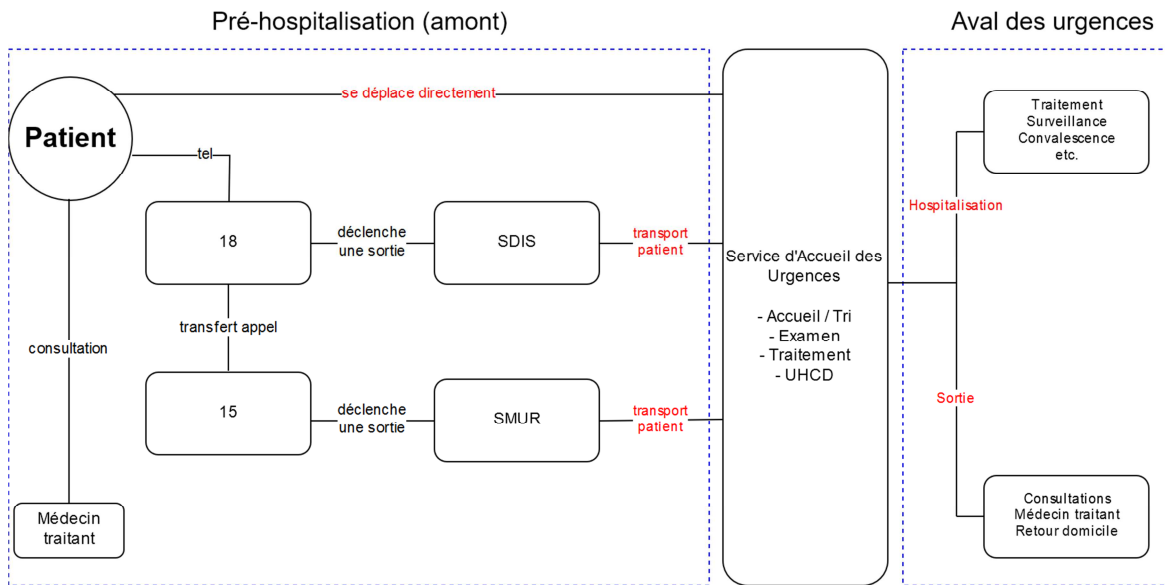 Pré-hospitalisation (amont)
Aval des urgences
Patient
se déplace directement
tel
18
déclenche
une sortie
SDIS
transport
patient
transfert appel
consultation
15
déclenche
une sortie
SMUR
transport
patient
Médecin
traitant
Service d'Accueil des
Urgences
- Accueil / Tri
- Examen
- Traitement
- UHCD
Hospitalisation
Traitement
Surveillance
Convalescence
etc.
Sortie
Consultations
Médecin traitant
Retour domicile